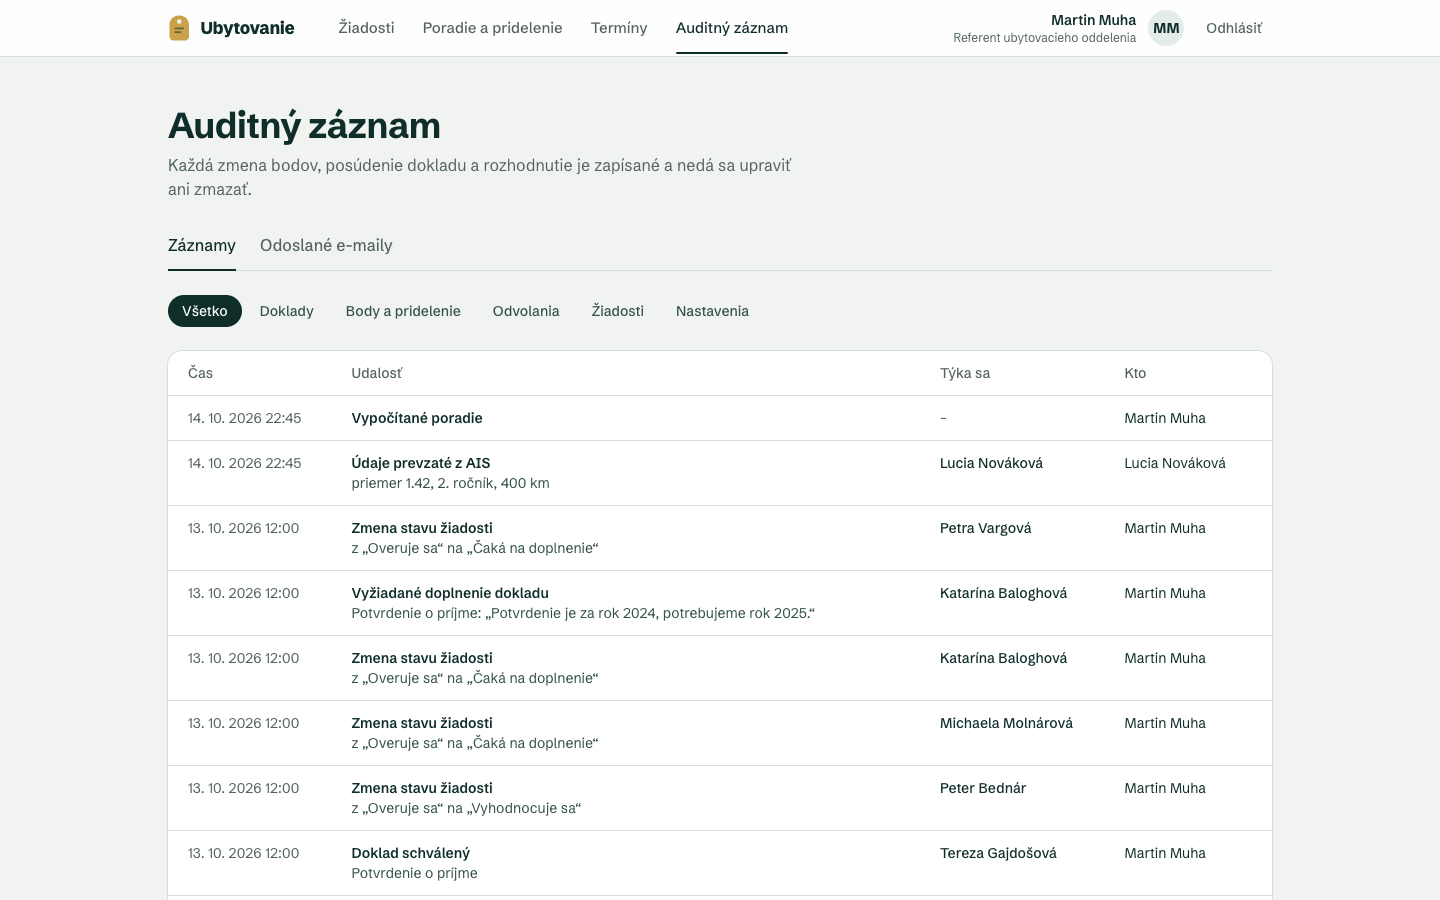 Ubytovanie
Žiadosti
Poradie a pridelenie
Termíny
Auditný záznam
Martin Muha
Referent ubytovacieho oddelenia
MM
Odhlásiť
Auditný záznam
Každá zmena bodov, posúdenie dokladu a rozhodnutie je zapísané a nedá sa upraviť
ani zmazať.
Záznamy
Odoslané e-maily
Všetko
Doklady
Body a pridelenie
Odvolania
Žiadosti
Nastavenia
Čas Udalosť Týka sa Kto
14. 10. 2026 22:45 Vypočítané poradie – Martin Muha
14. 10. 2026 22:45 Údaje prevzaté z AIS Lucia Nováková Lucia Nováková
priemer 1.42, 2. ročník, 400 km
13. 10. 2026 12:00 Zmena stavu žiadosti Petra Vargová Martin Muha
z „Overuje sa“ na „Čaká na doplnenie“
13. 10. 2026 12:00 Vyžiadané doplnenie dokladu Katarína Baloghová Martin Muha
Potvrdenie o príjme: „Potvrdenie je za rok 2024, potrebujeme rok 2025.“
13. 10. 2026 12:00 Zmena stavu žiadosti Katarína Baloghová Martin Muha
z „Overuje sa“ na „Čaká na doplnenie“
13. 10. 2026 12:00 Zmena stavu žiadosti Michaela Molnárová Martin Muha
z „Overuje sa“ na „Čaká na doplnenie“
13. 10. 2026 12:00 Zmena stavu žiadosti Peter Bednár Martin Muha
z „Overuje sa“ na „Vyhodnocuje sa“
13. 10. 2026 12:00 Doklad schválený Tereza Gajdošová Martin Muha
Potvrdenie o príjme